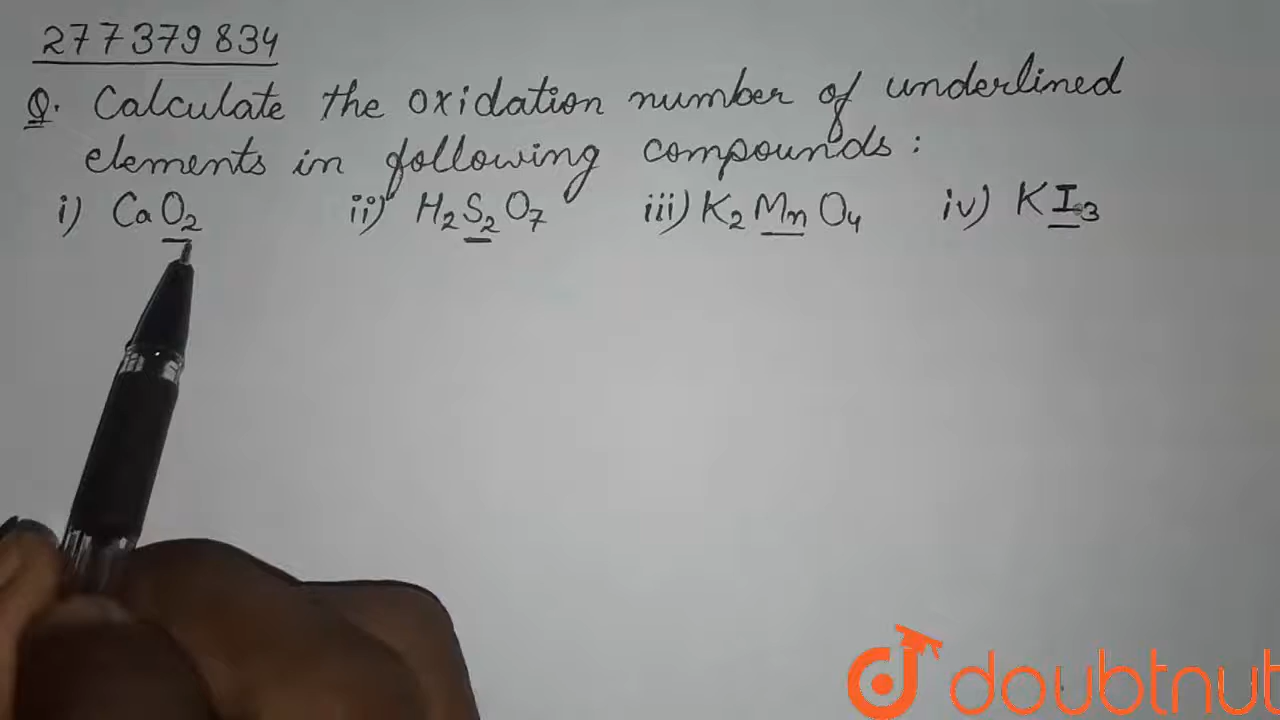 277379834
Q. Calculate the oxidation number of underlined
elements in following compounds:
i) CaO₂ ii) H₂S₂O₇ iii) K₂MnO₄ iv) KI₃
doubtnut